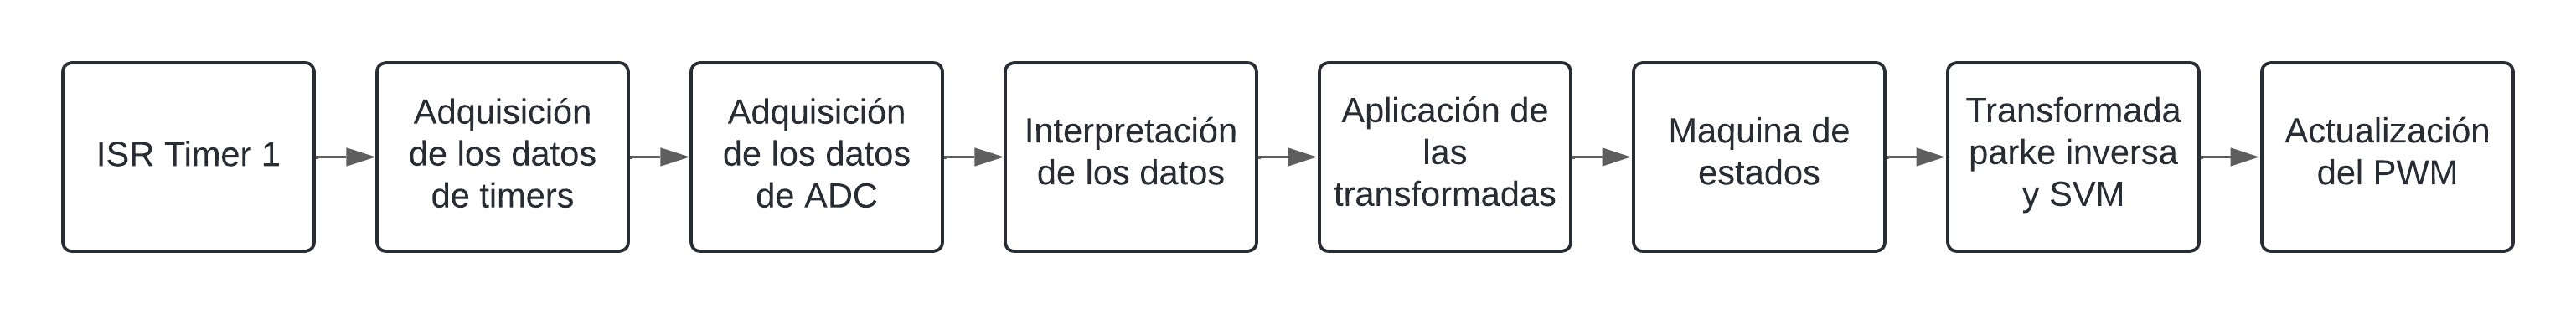 ISR Timer 1
Adquisición
de los datos
de timers
Adquisición
de los datos
de ADC
Interpretación
de los datos
Aplicación de
las
transformadas
Maquina de
estados
Transformada
parke inversa
y SVM
Actualización
del PWM